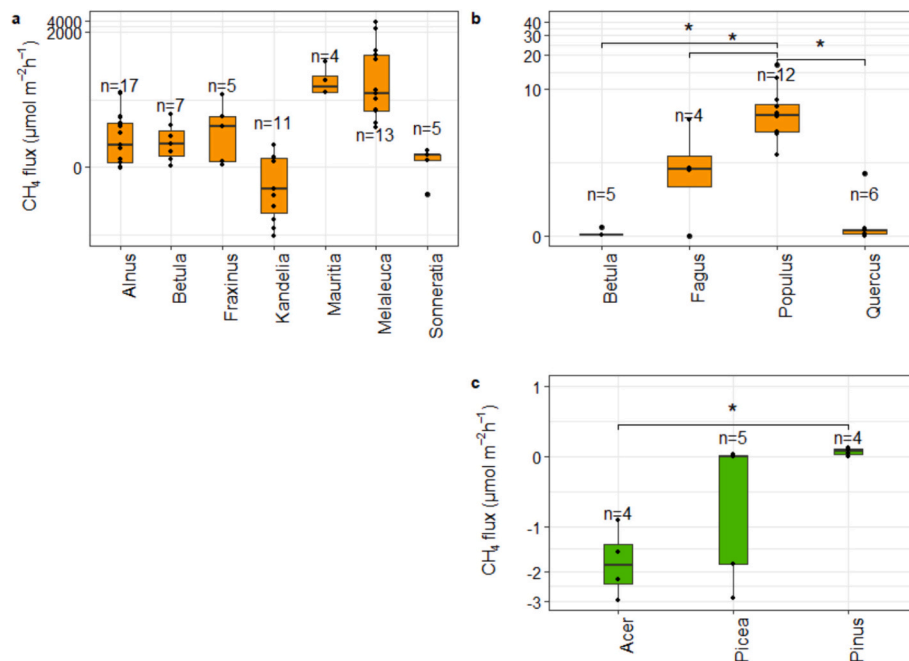 a
CH₄ flux (µmol m⁻²h⁻¹)
4000
2000
0
n=17
n=7
n=5
n=11
n=4
n=13
n=5
Alnus
Betula
Fraxinus
Kandelia
Mauritia
Melaleuca
Sonneratia
b
40
30
20
10
0
*
*
*
n=5
n=4
n=12
n=6
Betula
Fagus
Populus
Quercus
c
CH₄ flux (µmol m⁻²h⁻¹)
1
0
-1
-2
-3
*
n=4
n=5
n=4
Acer
Picea
Pinus